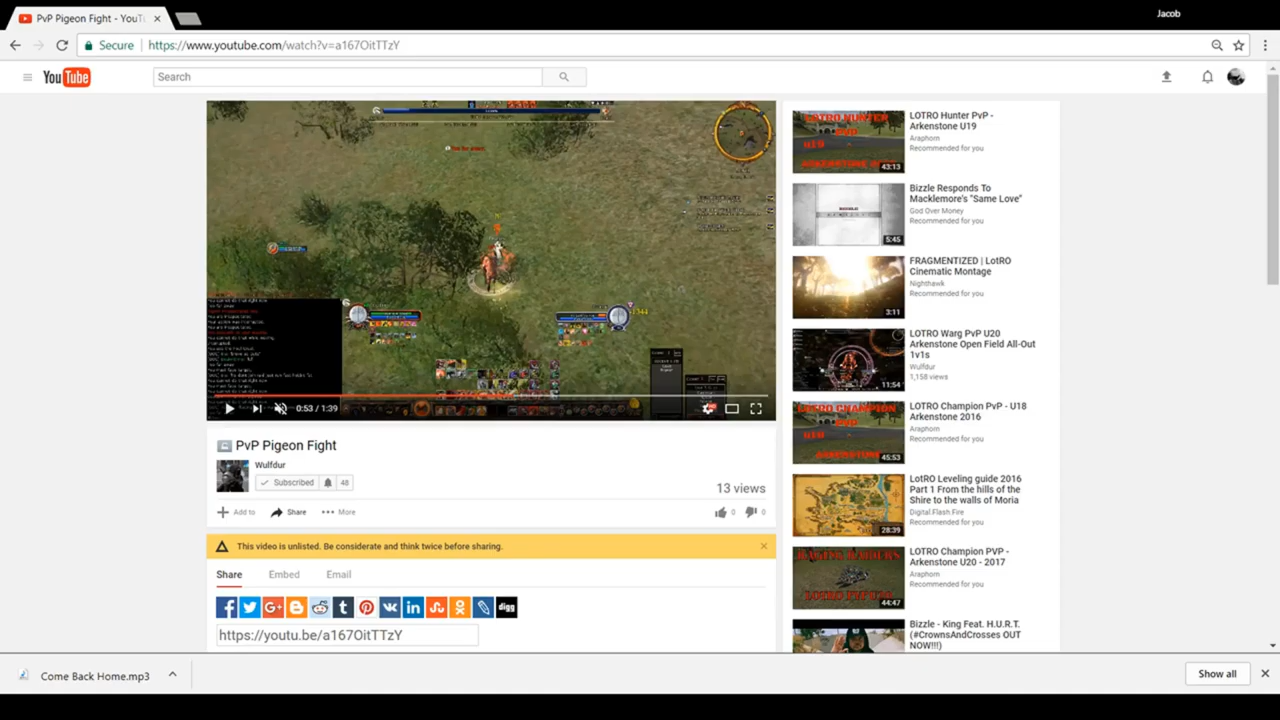 PvP Pigeon Fight - YouTu
Jacob
Secure
https://www.youtube.com/watch?v=a167OitTTzY
YouTube
Search
0:53 / 1:39
PvP Pigeon Fight
Wulfdur
Subscribed
48
13 views
Add to
Share
More
0
0
This video is unlisted. Be considerate and think twice before sharing.
Share
Embed
Email
digg
https://youtu.be/a167OitTTzY
43:13
LOTRO Hunter PvP -
Arkenstone U19
Araphorn
Recommended for you
5:45
Bizzle Responds To
Macklemore's "Same Love"
God Over Money
Recommended for you
3:11
FRAGMENTIZED | LotRO
Cinematic Montage
Nighthawk
Recommended for you
11:54
LOTRO Warg PvP U20
Arkenstone Open Field All-Out
1v1s
Wulfdur
1,158 views
45:53
LOTRO Champion PvP - U18
Arkenstone 2016
Araphorn
Recommended for you
28:39
LotRO Leveling guide 2016
Part 1 From the hills of the
Shire to the walls of Moria
Digital.Flash.Fire
Recommended for you
44:47
LOTRO Champion PVP -
Arkenstone U20 - 2017
Araphorn
Recommended for you
Bizzle - King Feat. H.U.R.T.
(#CrownsAndCrosses OUT
NOW!!!)
Come Back Home.mp3
Show all